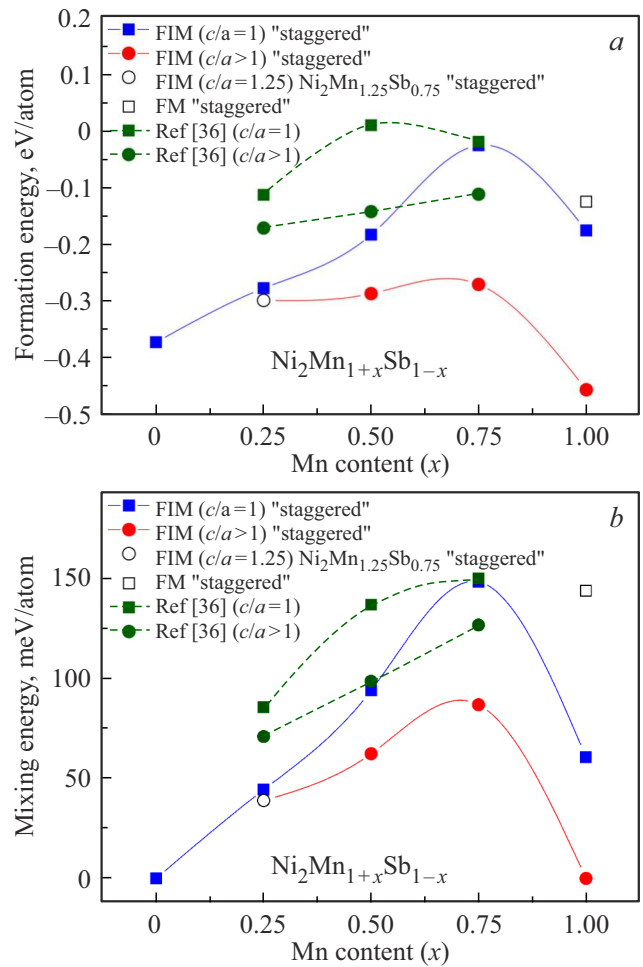 0.2
0.1
0
–0.1
–0.2
–0.3
–0.4
–0.5
Formation energy, eV/atom
FIM (c/a = 1) "staggered"
FIM (c/a > 1) "staggered"
FIM (c/a = 1.25) Ni2Mn1.25Sb0.75 "staggered"
FM "staggered"
Ref [36] (c/a = 1)
Ref [36] (c/a > 1)
a
Ni2Mn1+xSb1–x
0 0.25 0.50 0.75 1.00
Mn content (x)
150
100
50
0
Mixing energy, meV/atom
FIM (c/a = 1) "staggered"
FIM (c/a > 1) "staggered"
FIM (c/a = 1.25) Ni2Mn1.25Sb0.75 "staggered"
FM "staggered"
Ref [36] (c/a = 1)
Ref [36] (c/a > 1)
b
Ni2Mn1+xSb1–x
0 0.25 0.50 0.75 1.00
Mn content (x)